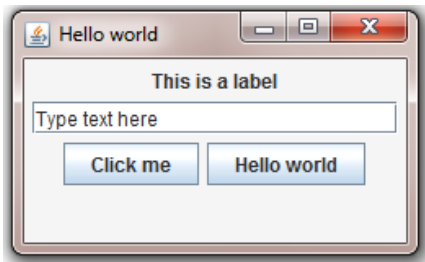 Hello world
This is a label
Type text here
Click me Hello world